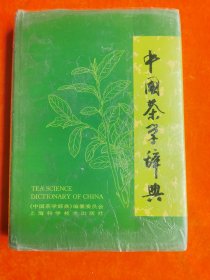 中国茶学辞典
TEA SCIENCE
DICTIONARY OF CHINA
《中国茶学辞典》编纂委员会
上海科学技术出版社